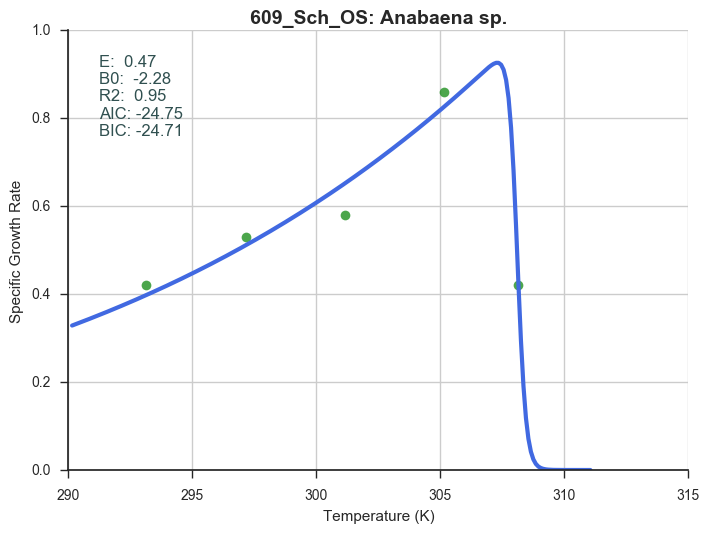 609_Sch_OS: Anabaena sp.
E:  0.47
B0:  -2.28
R2:  0.95
AIC: -24.75
BIC: -24.71
1.0
0.8
0.6
0.4
0.2
0.0
Specific Growth Rate
290 295 300 305 310 315
Temperature (K)